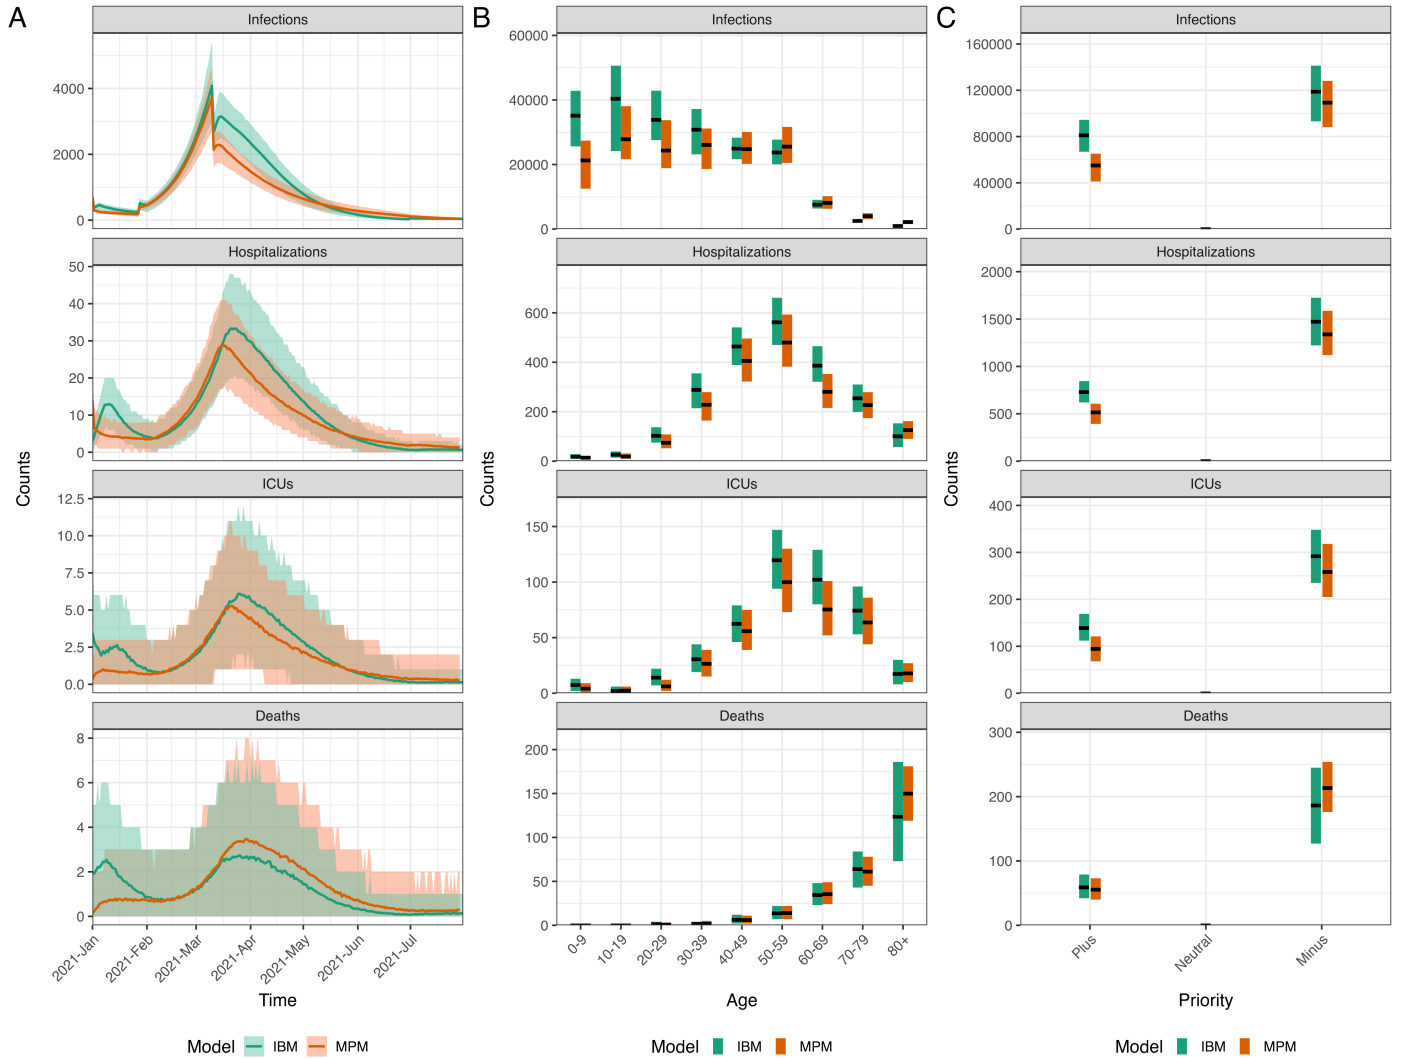 A
Infections
4000
2000
0
Hospitalizations
50
40
30
20
10
0
ICUs
12.5
10.0
7.5
5.0
2.5
0.0
Deaths
8
6
4
2
0
Counts
2021-Jan
2021-Feb
2021-Mar
2021-Apr
2021-May
2021-Jun
2021-Jul
Time
Model IBM MPM
B
Infections
60000
40000
20000
0
Hospitalizations
600
400
200
0
ICUs
150
100
50
0
Deaths
200
150
100
50
0
Counts
0-9
10-19
20-29
30-39
40-49
50-59
60-69
70-79
80+
Age
Model IBM MPM
C
Infections
160000
120000
80000
40000
0
Hospitalizations
2000
1500
1000
500
0
ICUs
400
300
200
100
0
Deaths
300
200
100
0
Counts
Plus
Neutral
Minus
Priority
Model IBM MPM